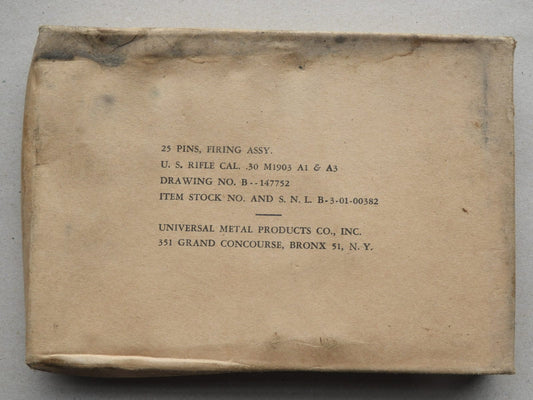 25 PINS, FIRING ASSY.
U. S. RIFLE CAL. .30 M1903 A1 & A3
DRAWING NO. B--147752
ITEM STOCK NO. AND S. N. L. B-3-01-00382
UNIVERSAL METAL PRODUCTS CO., INC.
351 GRAND CONCOURSE, BRONX 51, N. Y.